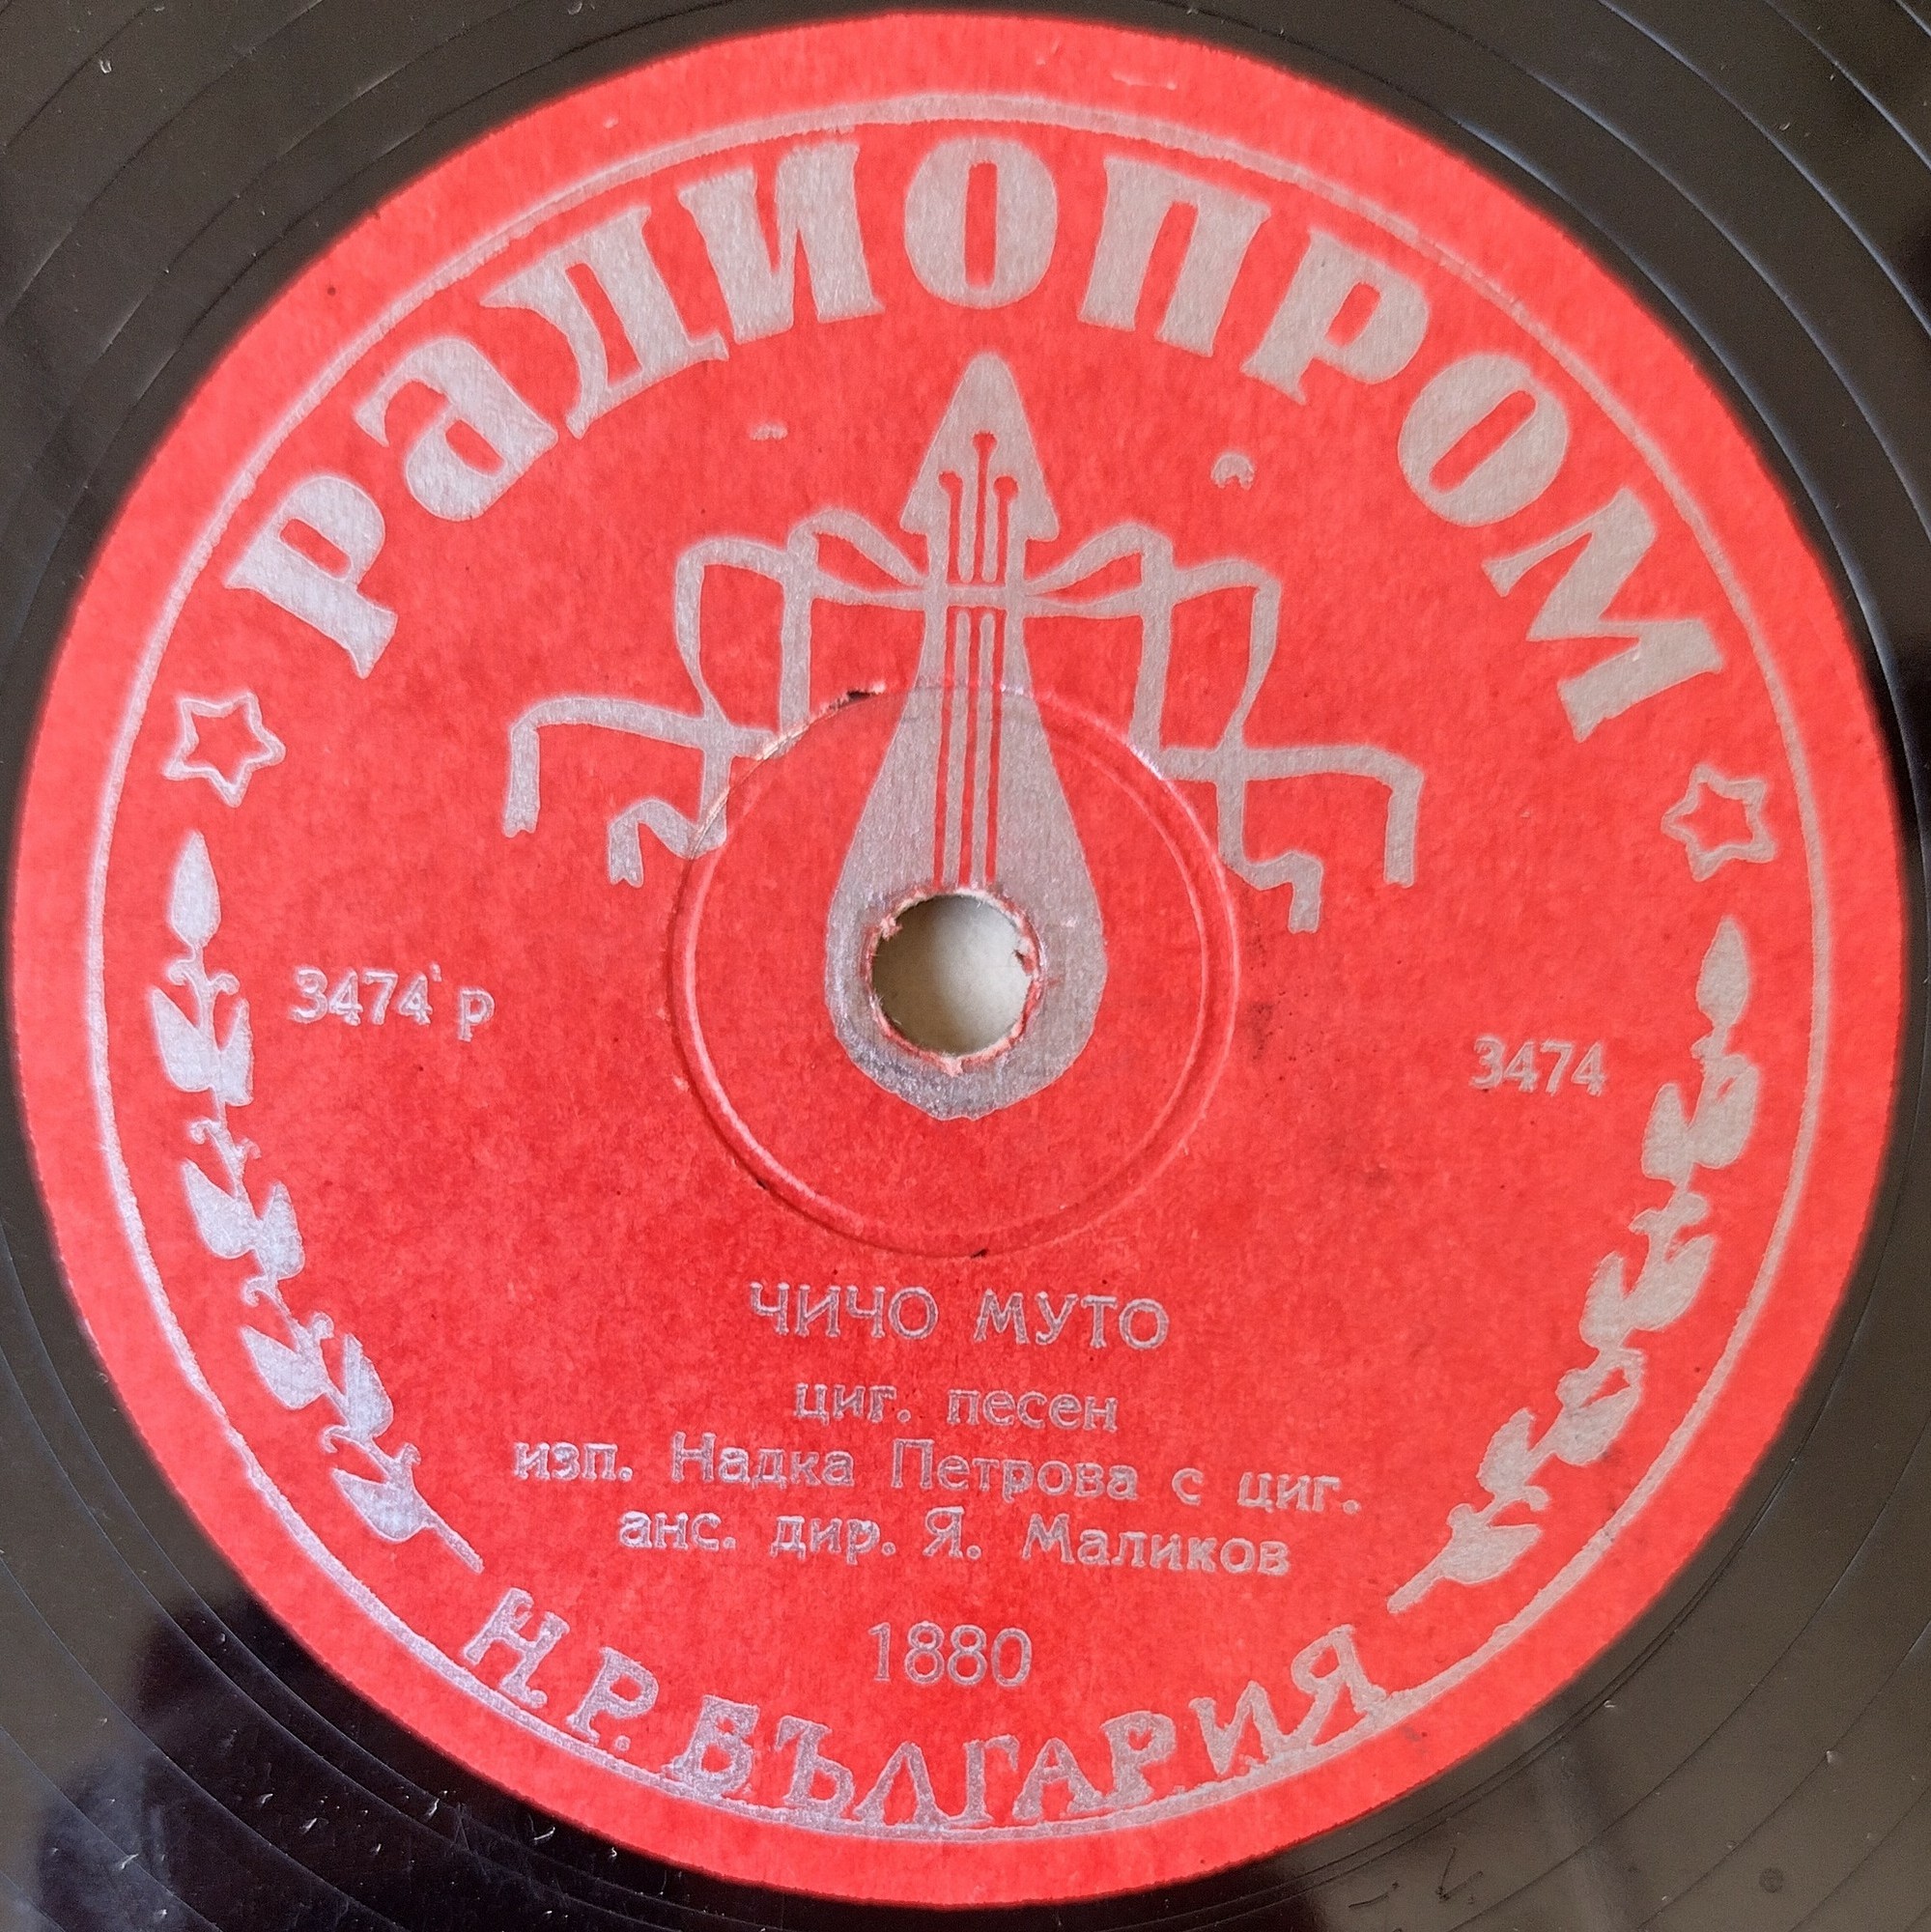 РАДИОПРОМ
3474 р
3474
ЧИЧО МУТО
циг. песен
изп. Надка Петрова с циг.
анс. дир. Я. Маликов
1880
Н.Р. БЪЛГАРИЯ